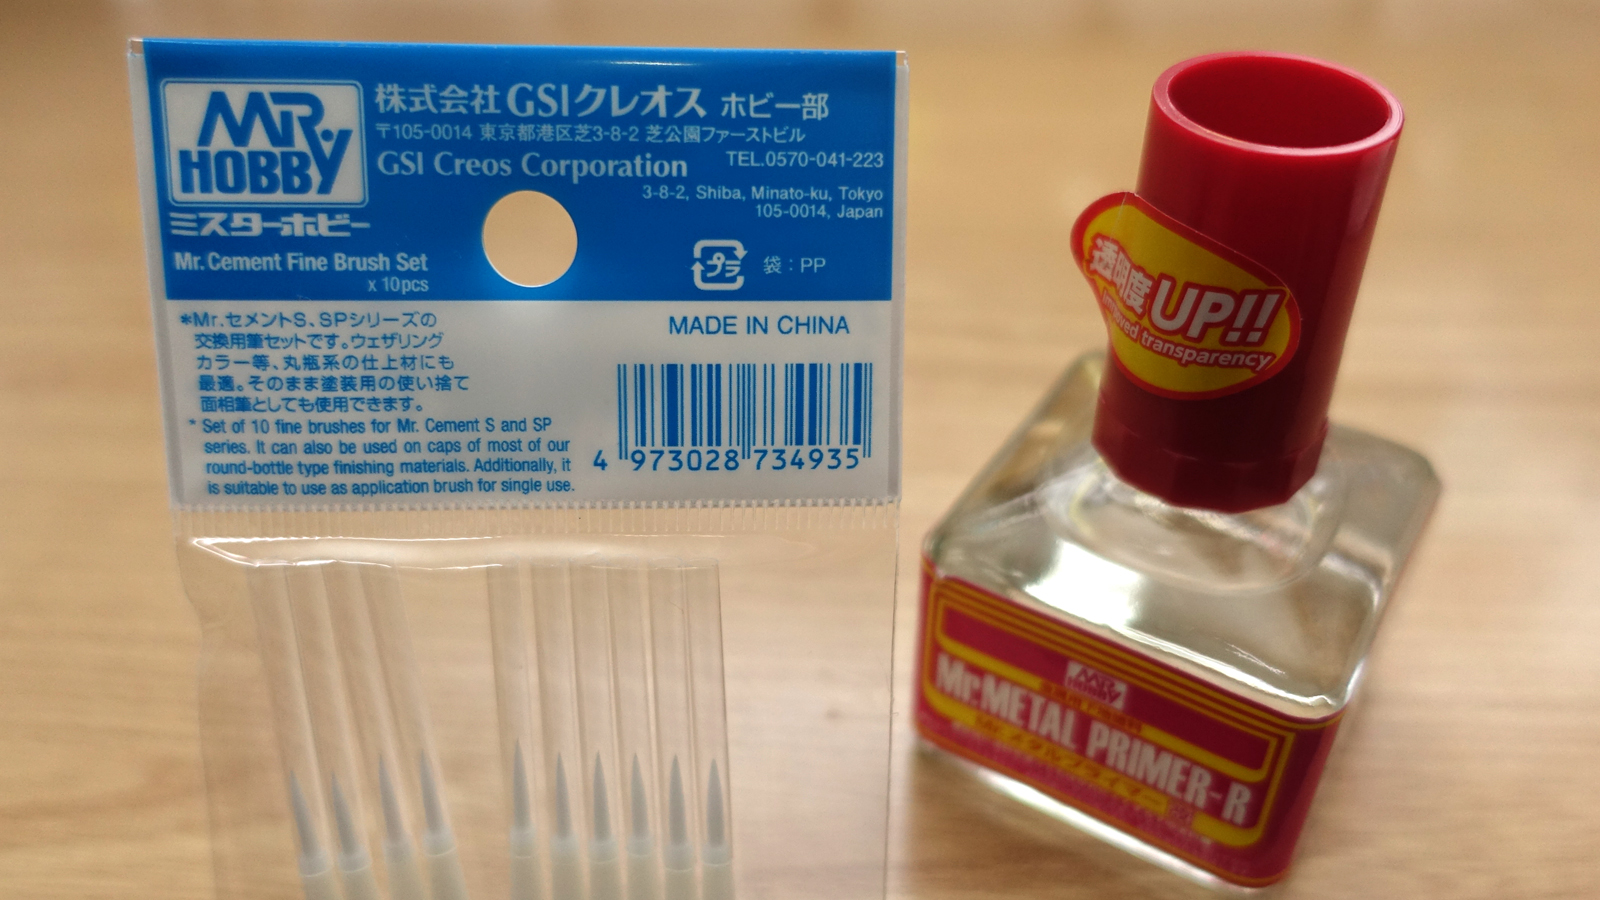 Mr. HOBBY
ミスターホビー
Mr. Cement Fine Brush Set
x 10pcs
株式会社GSIクレオス ホビー部
〒105-0014 東京都港区芝3-8-2 芝公園ファーストビル
GSI Creos Corporation
TEL.0570-041-223
3-8-2, Shiba, Minato-ku, Tokyo
105-0014, Japan
プラ 袋：PP
*Mr.セメントS、SPシリーズの
交換用筆セットです。ウェザリング
カラー等、丸瓶系の仕上材にも
最適。そのまま塗装用の使い捨て
面相筆としても使用できます。
* Set of 10 fine brushes for Mr. Cement S and SP
series. It can also be used on caps of most of our
round-bottle type finishing materials. Additionally, it
is suitable to use as application brush for single use.
MADE IN CHINA
4 973028 734935
透明度UP!!
Improved transparency
Mr. HOBBY
Mr.METAL PRIMER-R
メタルプライマー